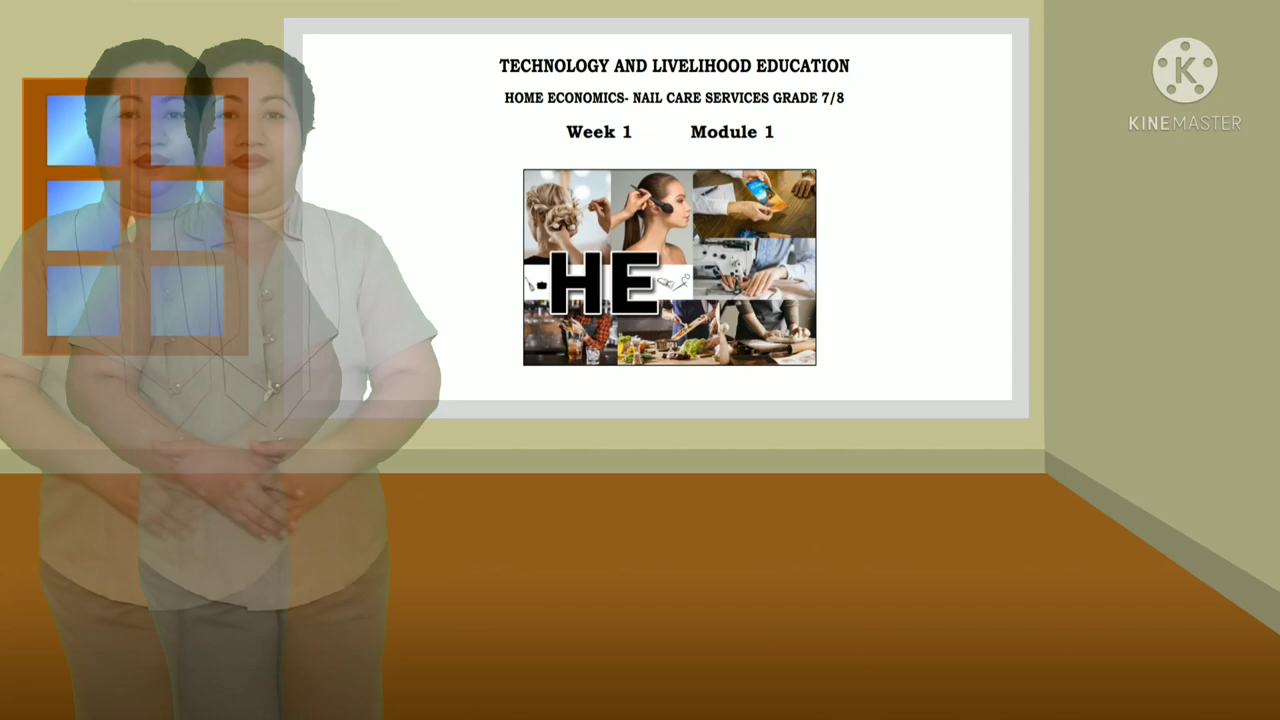 TECHNOLOGY AND LIVELIHOOD EDUCATION
HOME ECONOMICS- NAIL CARE SERVICES GRADE 7/8
Week 1 Module 1
HE
K
KINEMASTER